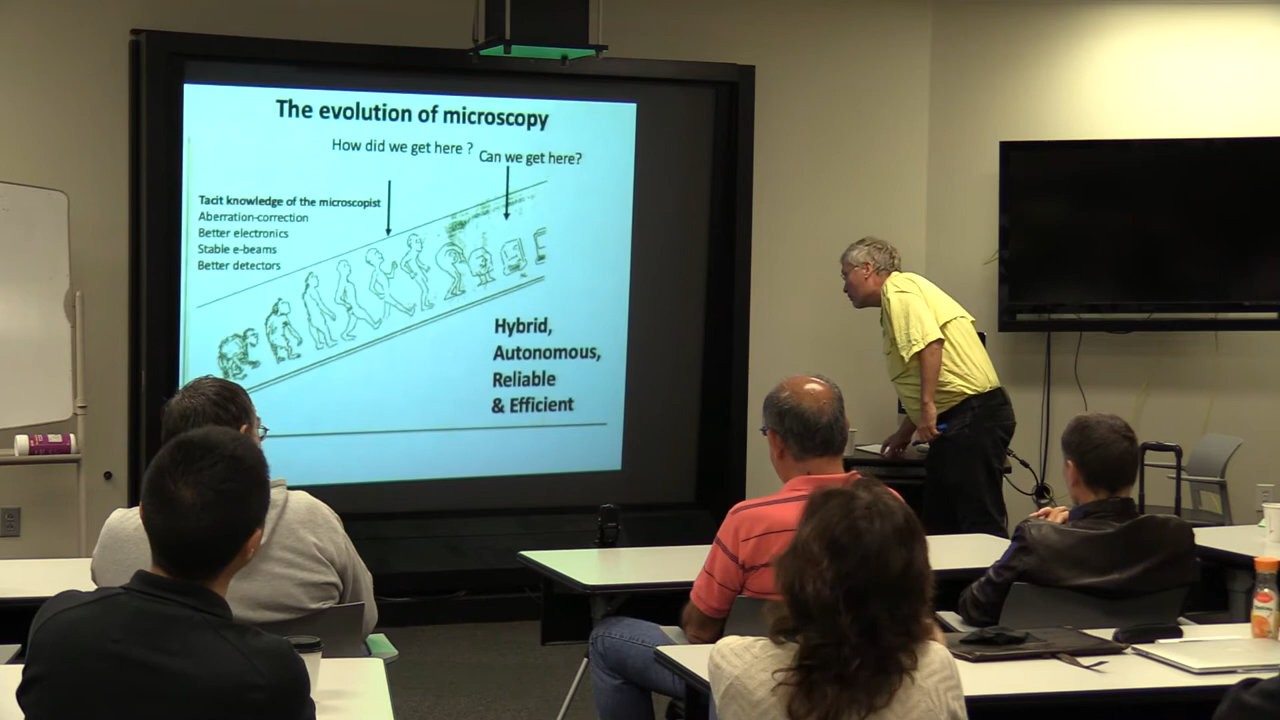 The evolution of microscopy
How did we get here ?
Can we get here?
Tacit knowledge of the microscopist
Aberration-correction
Better electronics
Stable e-beams
Better detectors
Hybrid,
Autonomous,
Reliable
& Efficient